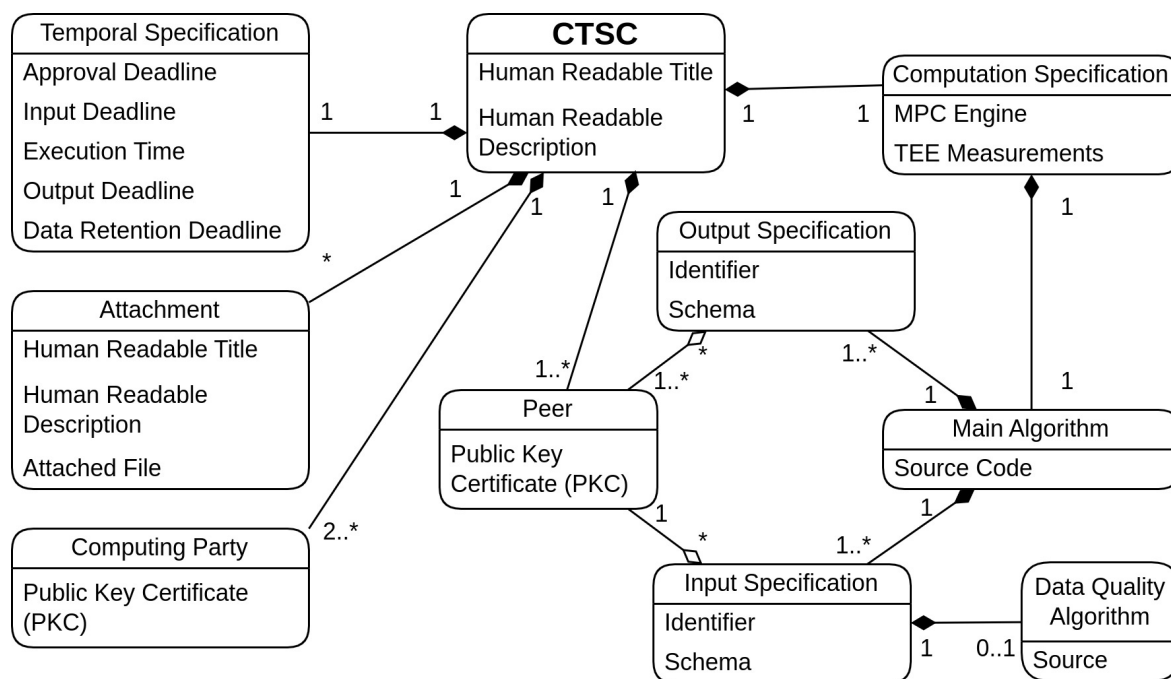 Temporal Specification
Approval Deadline
Input Deadline
Execution Time
Output Deadline
Data Retention Deadline
1
1
CTSC
Human Readable Title
Human Readable
Description
1
1
Computation Specification
MPC Engine
TEE Measurements
1
*
1
1
1
Output Specification
Identifier
Schema
Attachment
Human Readable Title
Human Readable
Description
Attached File
1..*
*
1..*
1..*
1
1
Peer
Public Key
Certificate (PKC)
Main Algorithm
Source Code
2..*
1
*
1
1..*
Computing Party
Public Key Certificate
(PKC)
Input Specification
Identifier
Schema
1
0..1
Data Quality
Algorithm
Source